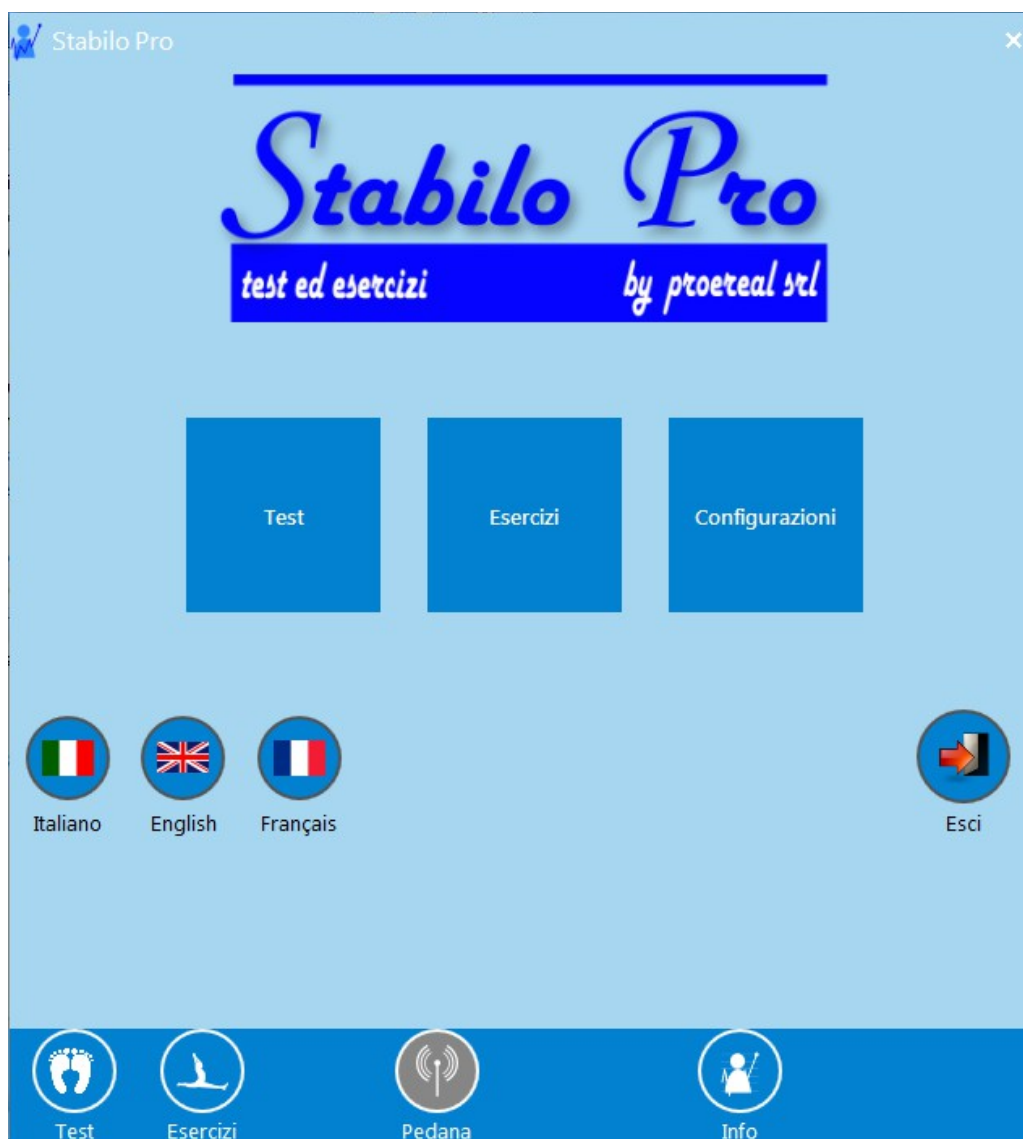 Stabilo Pro
Stabilo Pro
test ed esercizi by proereal srl
Test Esercizi Configurazioni
Italiano English Français Esci
Test Esercizi Pedana Info